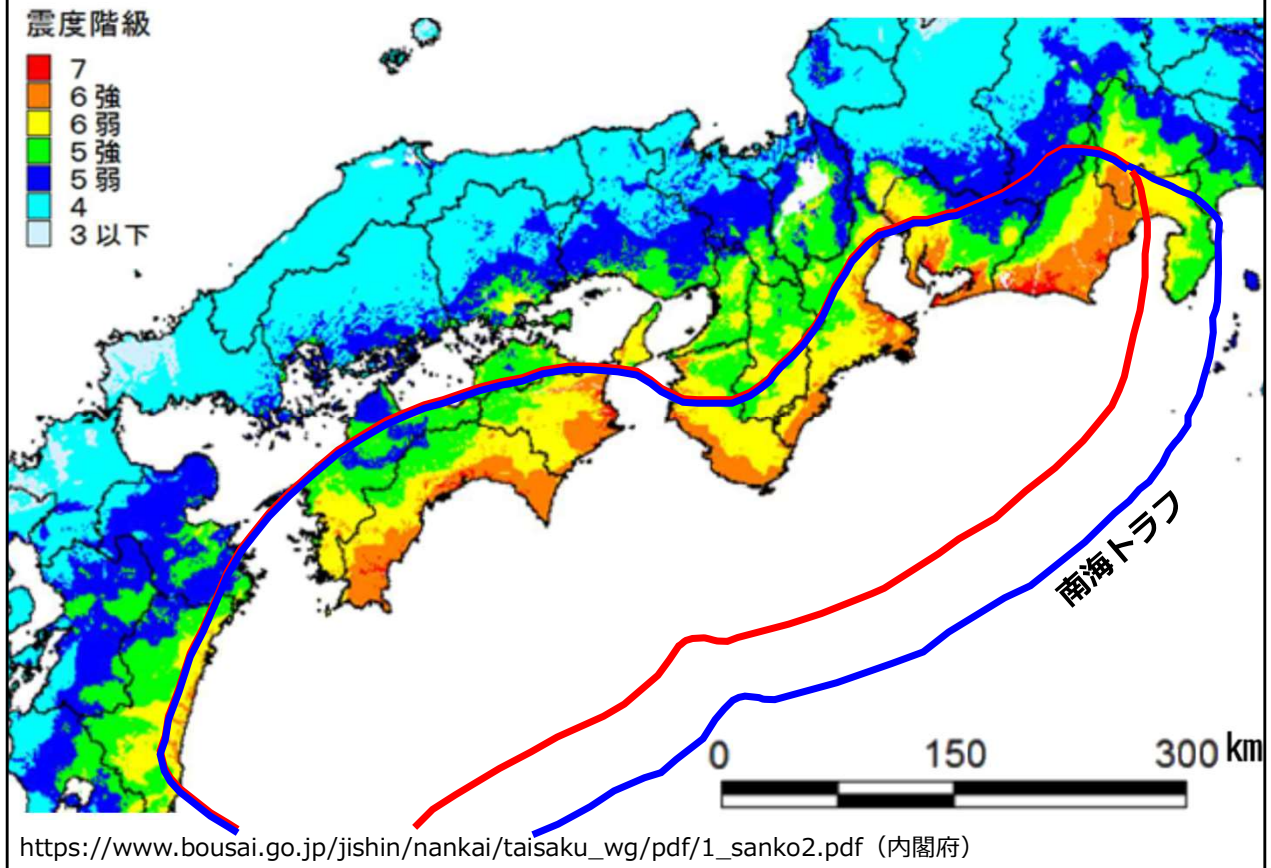 震度階級
7
6強
6弱
5強
5弱
4
3以下
南海トラフ
0 150 300 km
https://www.bousai.go.jp/jishin/nankai/taisaku_wg/pdf/1_sanko2.pdf（内閣府）